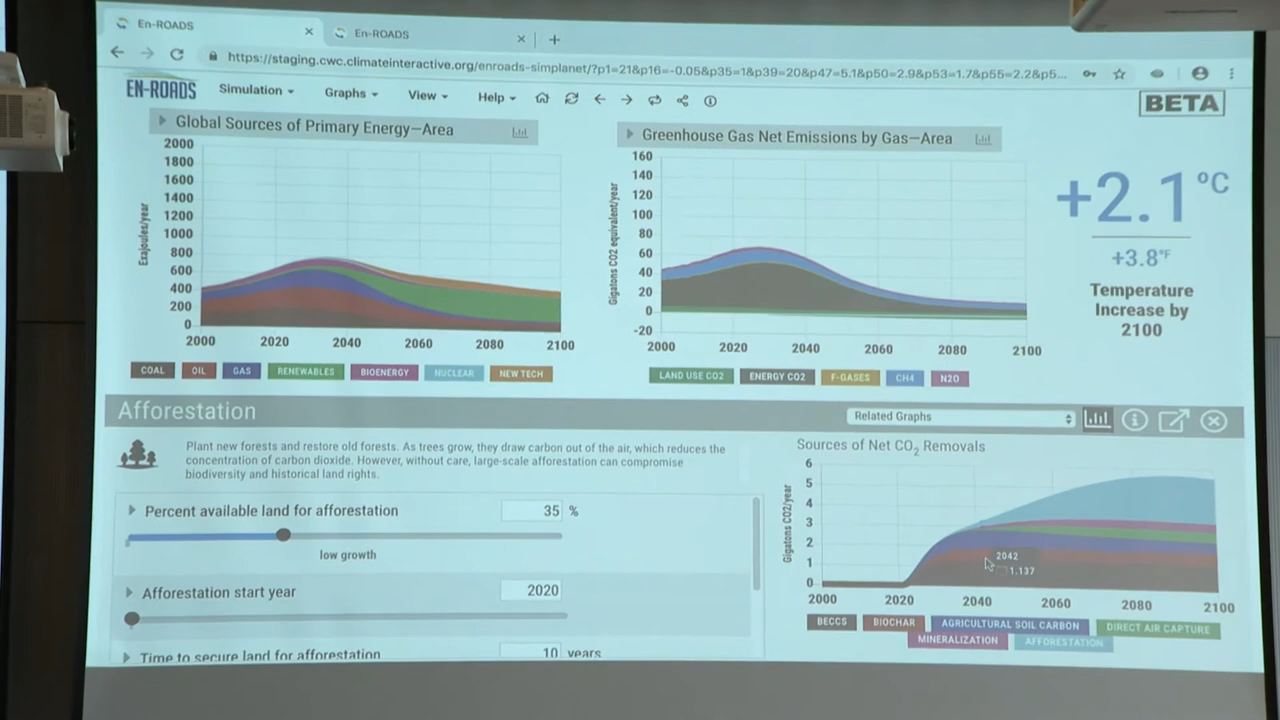 En-ROADS
En-ROADS
https://staging.cwc.climateinteractive.org/enroads-simplanet/?p1=21&p16=-0.05&p35=1&p39=20&p47=5.1&p50=2.9&p53=1.7&p55=2.2&p5...
EN-ROADS Simulation Graphs View Help
BETA
Global Sources of Primary Energy—Area
2000
1800
1600
1400
1200
1000
800
600
400
200
0
Exajoules/year
2000 2020 2040 2060 2080 2100
COAL OIL GAS RENEWABLES BIOENERGY NUCLEAR NEW TECH
Greenhouse Gas Net Emissions by Gas—Area
160
140
120
100
80
60
40
20
0
-20
Gigatons CO2 equivalent/year
2000 2020 2040 2060 2080 2100
LAND USE CO2 ENERGY CO2 F-GASES CH4 N2O
+2.1°C
+3.8°F
Temperature
Increase by
2100
Afforestation
Related Graphs
Plant new forests and restore old forests. As trees grow, they draw carbon out of the air, which reduces the
concentration of carbon dioxide. However, without care, large-scale afforestation can compromise
biodiversity and historical land rights.
Percent available land for afforestation 35 %
low growth
Afforestation start year 2020
Time to secure land for afforestation 10 years
Sources of Net CO2 Removals
6
5
4
3
2
1
0
Gigatons CO2/year
2042
1.137
2000 2020 2040 2060 2080 2100
BECCS BIOCHAR AGRICULTURAL SOIL CARBON DIRECT AIR CAPTURE
MINERALIZATION AFFORESTATION